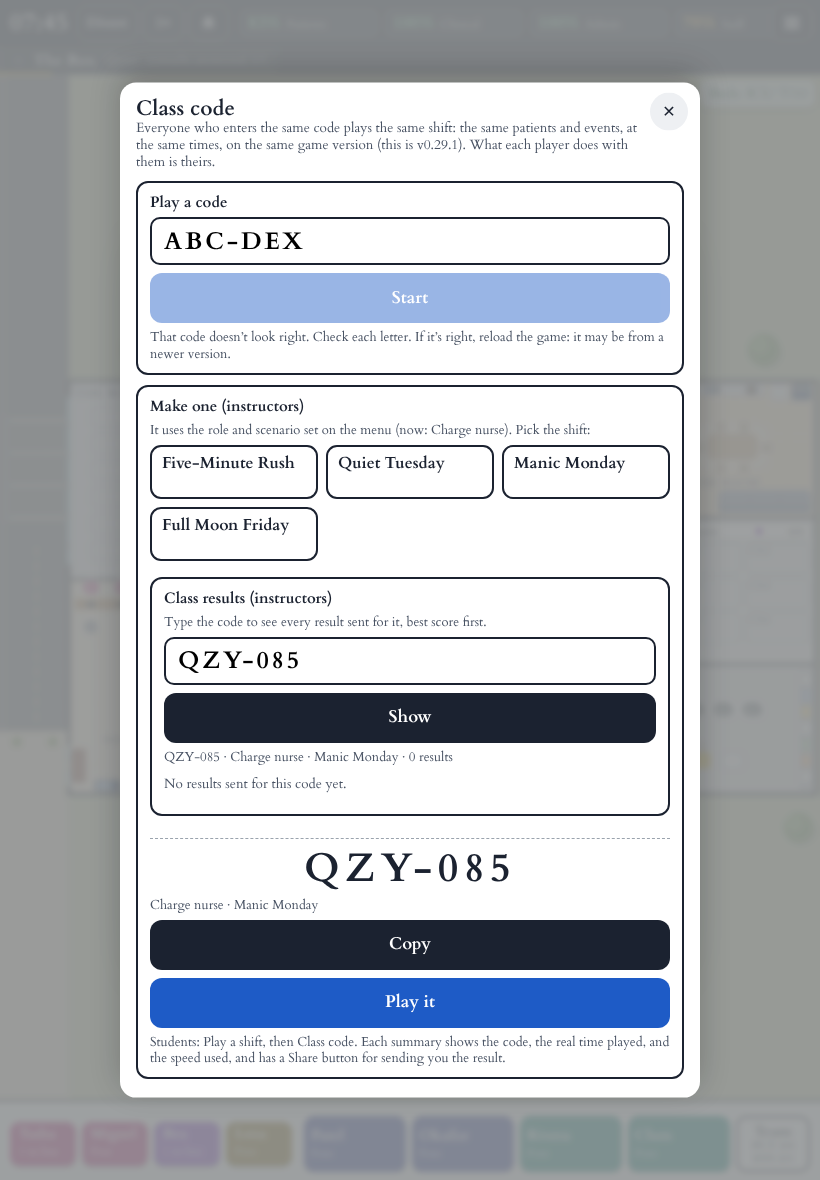 Class code
×
Everyone who enters the same code plays the same shift: the same patients and events, at
the same times, on the same game version (this is v0.29.1). What each player does with
them is theirs.
Play a code
ABC-DEX
Start
That code doesn't look right. Check each letter. If it's right, reload the game: it may be from a
newer version.
Make one (instructors)
It uses the role and scenario set on the menu (now: Charge nurse). Pick the shift:
Five-Minute Rush
Quiet Tuesday
Manic Monday
Full Moon Friday
Class results (instructors)
Type the code to see every result sent for it, best score first.
QZY-085
Show
QZY-085 · Charge nurse · Manic Monday · 0 results
No results sent for this code yet.
QZY-085
Charge nurse · Manic Monday
Copy
Play it
Students: Play a shift, then Class code. Each summary shows the code, the real time played, and
the speed used, and has a Share button for sending you the result.